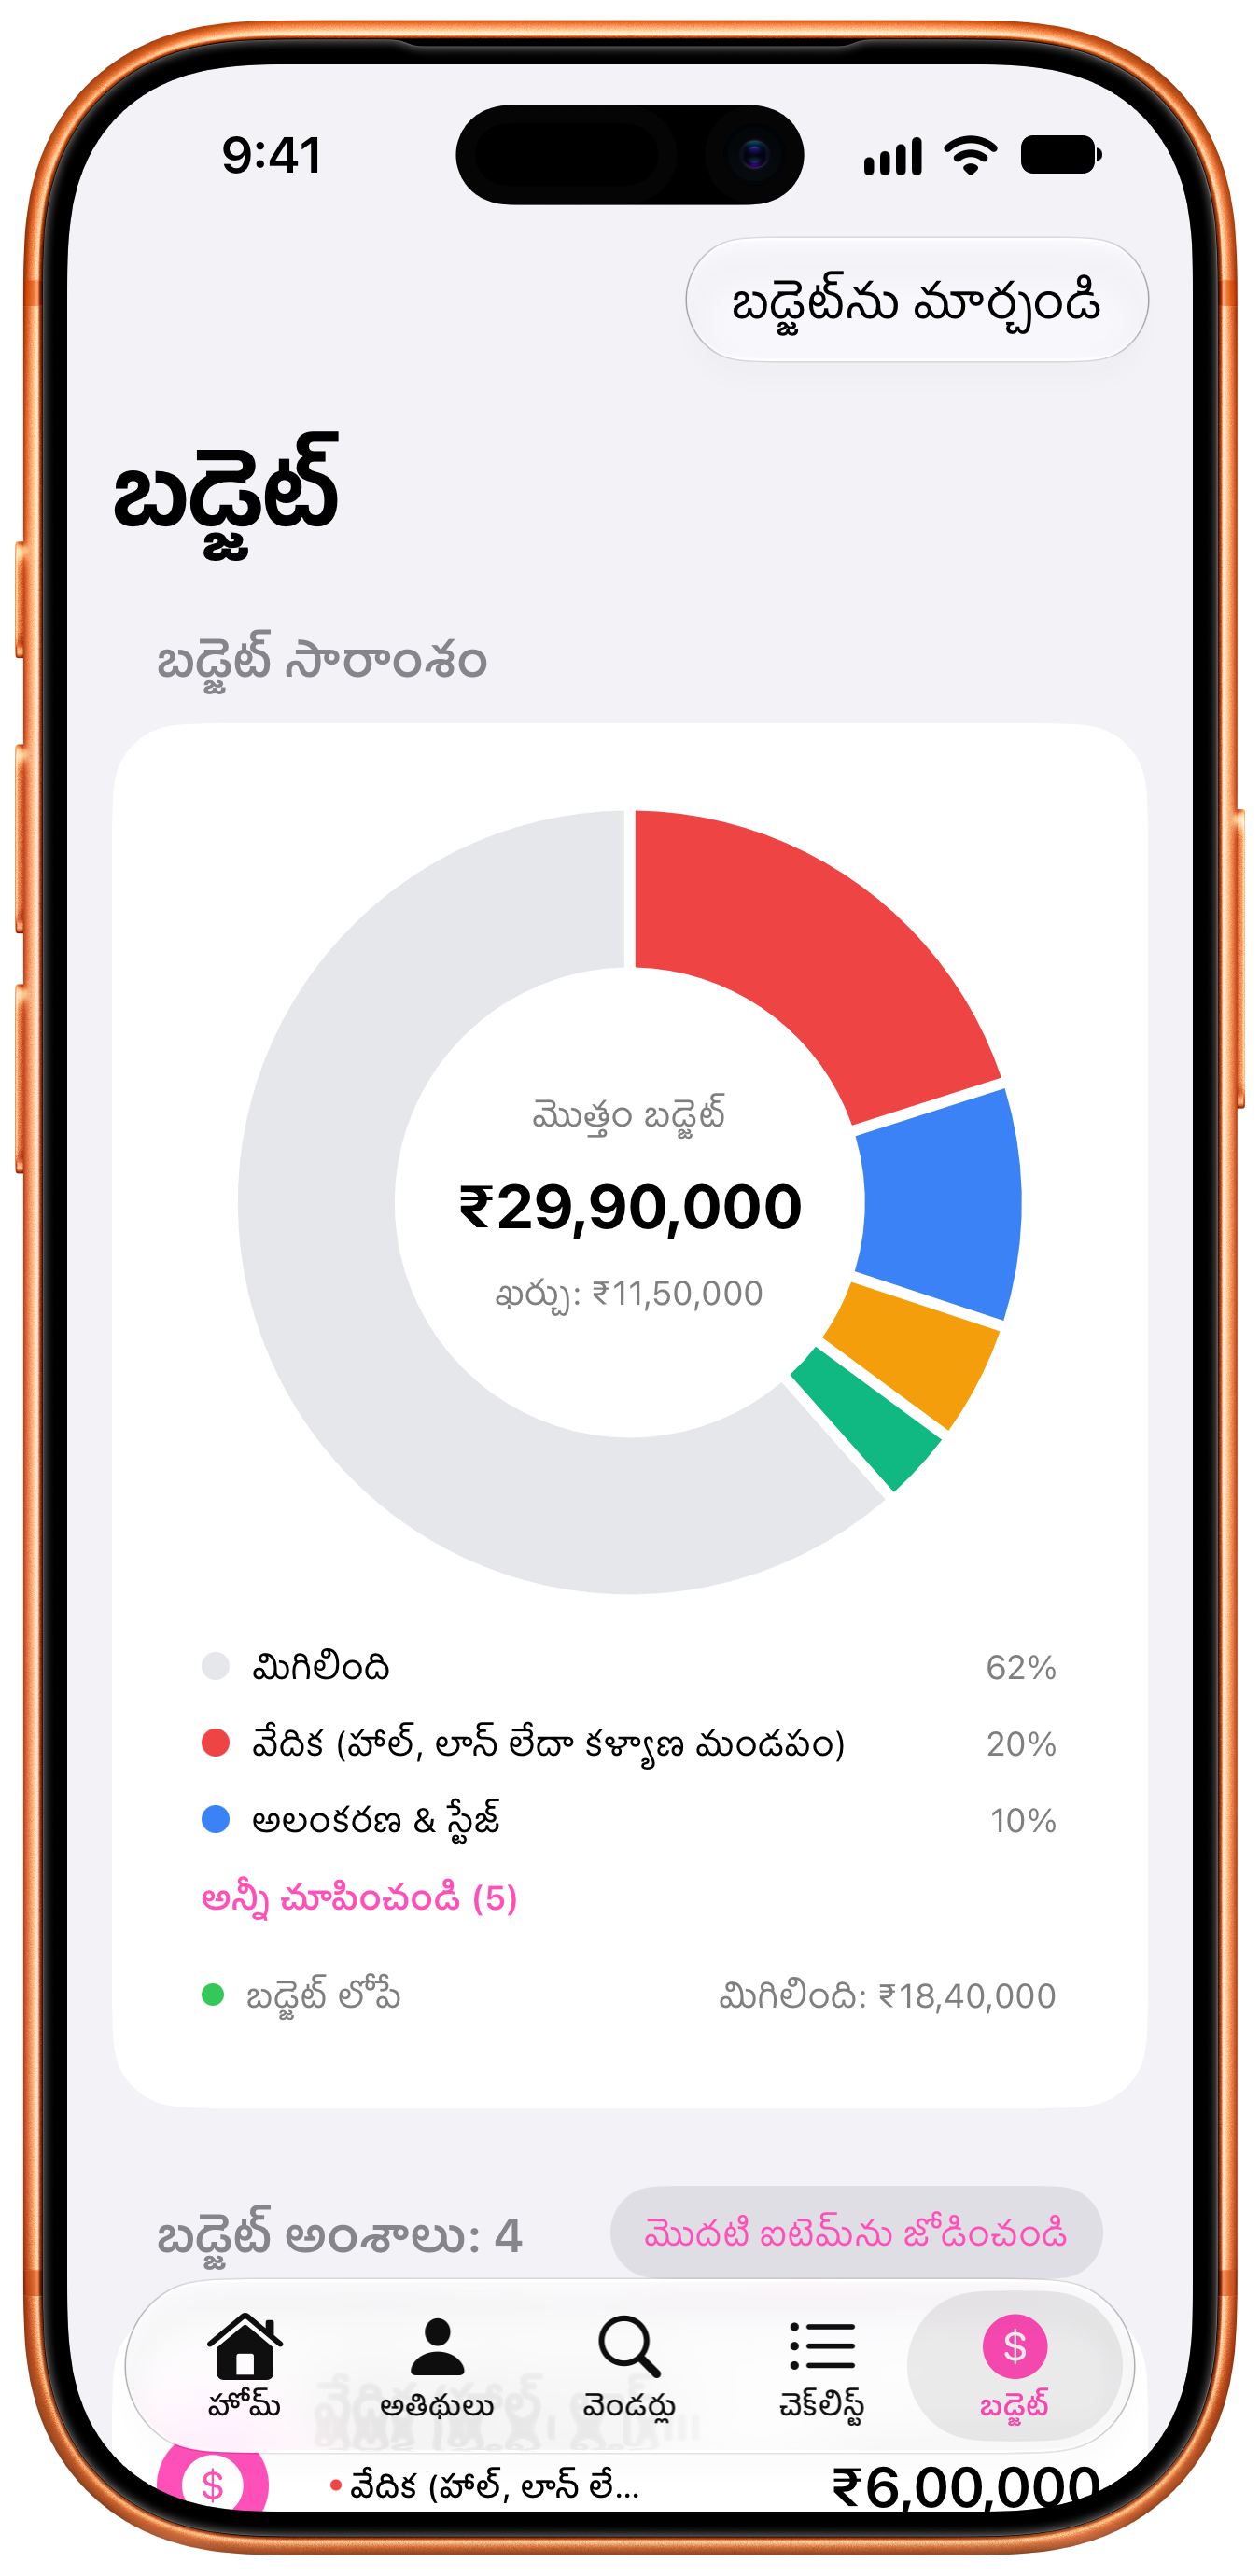 9:41
బడ్జెట్‌ను మార్చండి
బడ్జెట్
బడ్జెట్ సారాంశం
మొత్తం బడ్జెట్
₹29,90,000
ఖర్చు: ₹11,50,000
మిగిలింది 62%
వేదిక (హాల్, లాన్ లేదా కళ్యాణ మండపం) 20%
అలంకరణ & స్టేజ్ 10%
అన్నీ చూపించండి (5)
బడ్జెట్ లోపే మిగిలింది: ₹18,40,000
బడ్జెట్ అంశాలు: 4 మొదటి ఐటెమ్‌ను జోడించండి
హోమ్ అతిథులు వెండర్లు చెక్‌లిస్ట్ బడ్జెట్
వేదిక (హాల్, లాన్ లే... ₹6,00,000